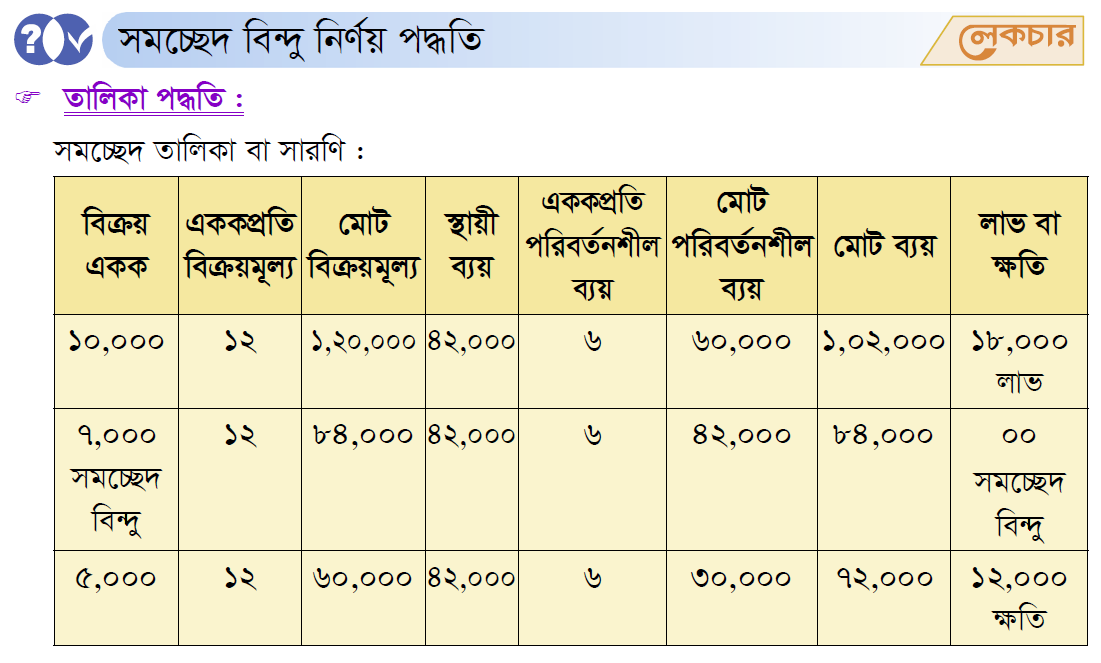 সমচ্ছেদ বিন্দু নির্ণয় পদ্ধতি
লেকচার
তালিকা পদ্ধতি :
সমচ্ছেদ তালিকা বা সারণি :
বিক্রয় একক | এককপ্রতি বিক্রয়মূল্য | মোট বিক্রয়মূল্য | স্থায়ী ব্যয় | এককপ্রতি পরিবর্তনশীল ব্যয় | মোট পরিবর্তনশীল ব্যয় | মোট ব্যয় | লাভ বা ক্ষতি
১০,০০০ | ১২ | ১,২০,০০০ | ৪২,০০০ | ৬ | ৬০,০০০ | ১,০২,০০০ | ১৮,০০০ লাভ
৭,০০০ সমচ্ছেদ বিন্দু | ১২ | ৮৪,০০০ | ৪২,০০০ | ৬ | ৪২,০০০ | ৮৪,০০০ | ০০ সমচ্ছেদ বিন্দু
৫,০০০ | ১২ | ৬০,০০০ | ৪২,০০০ | ৬ | ৩০,০০০ | ৭২,০০০ | ১২,০০০ ক্ষতি